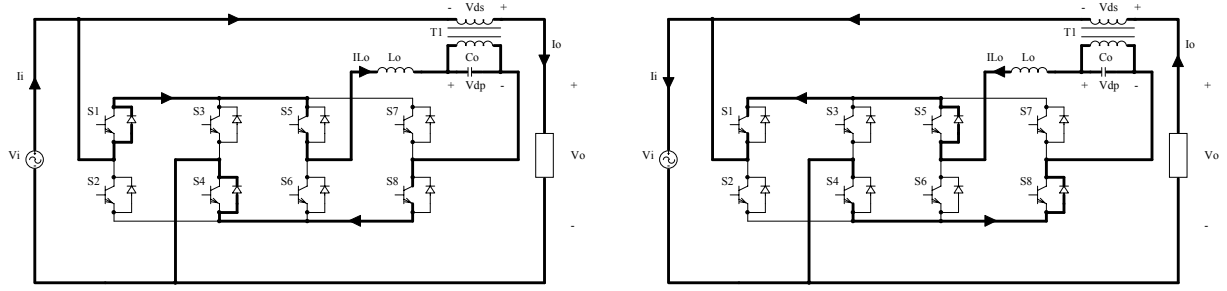 - Vds +
T1
Io
Ii
ILo
Lo
Co
+ Vdp -
S1
S3
S5
S7
+
Vi
Vo
S2
S4
S6
S8
-
- Vds +
T1
Io
Ii
ILo
Lo
Co
+ Vdp -
S1
S3
S5
S7
+
Vi
Vo
S2
S4
S6
S8
-